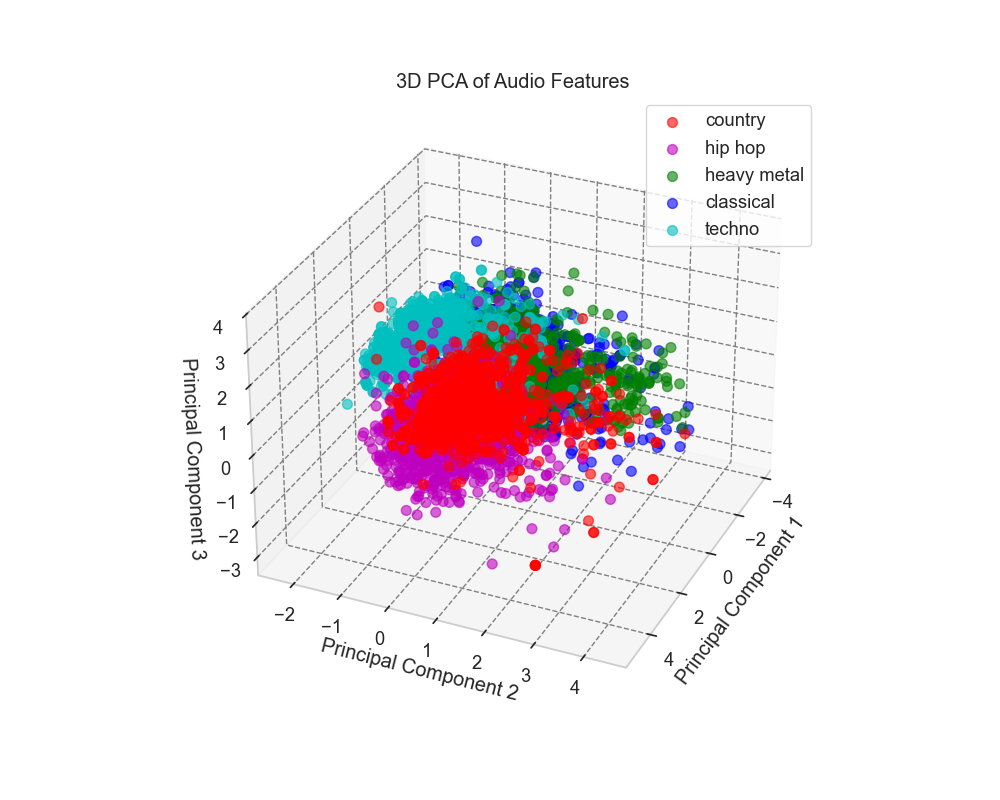 3D PCA of Audio Features
country
hip hop
heavy metal
classical
techno
4
3
2
1
0
−1
−2
−3
Principal Component 3
−2
−1
0
1
2
3
4
Principal Component 2
−4
−2
0
2
4
Principal Component 1